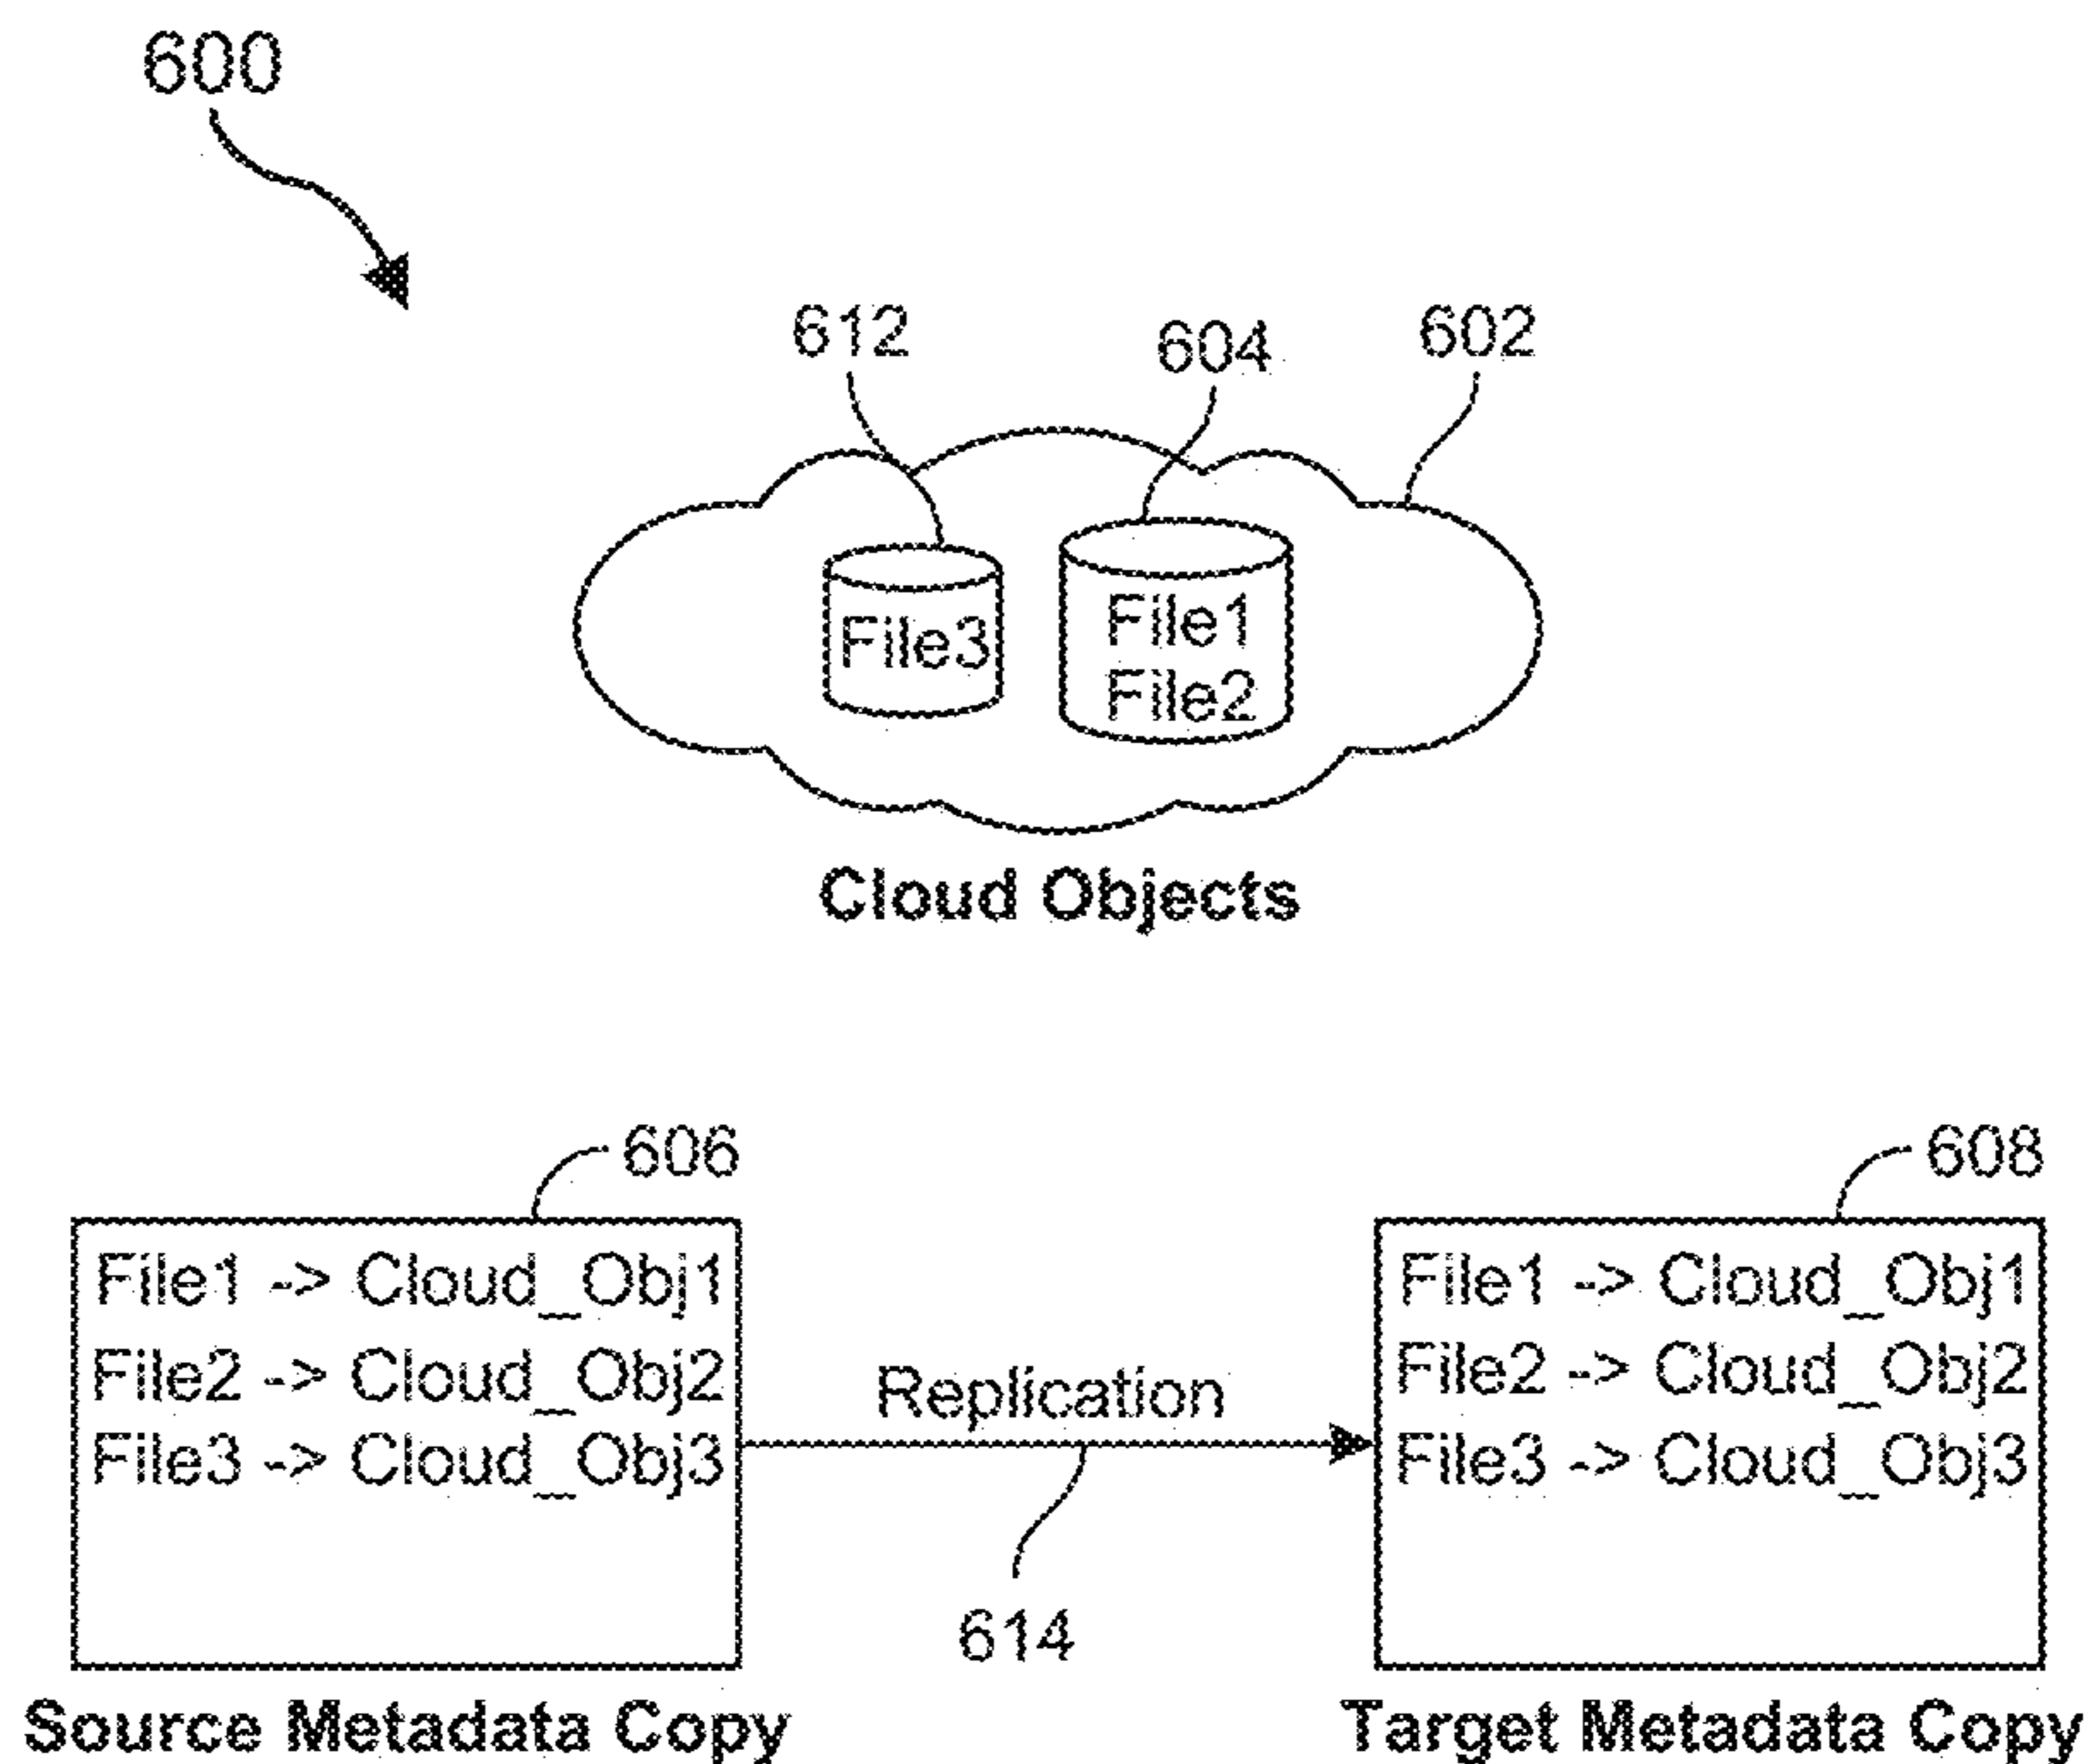 600
612
604
602
File3
File1
File2
Cloud Objects
606
608
File1 -> Cloud_Obj1
File2 -> Cloud_Obj2
File3 -> Cloud_Obj3
Replication
614
File1 -> Cloud_Obj1
File2 -> Cloud_Obj2
File3 -> Cloud_Obj3
Source Metadata Copy
Target Metadata Copy